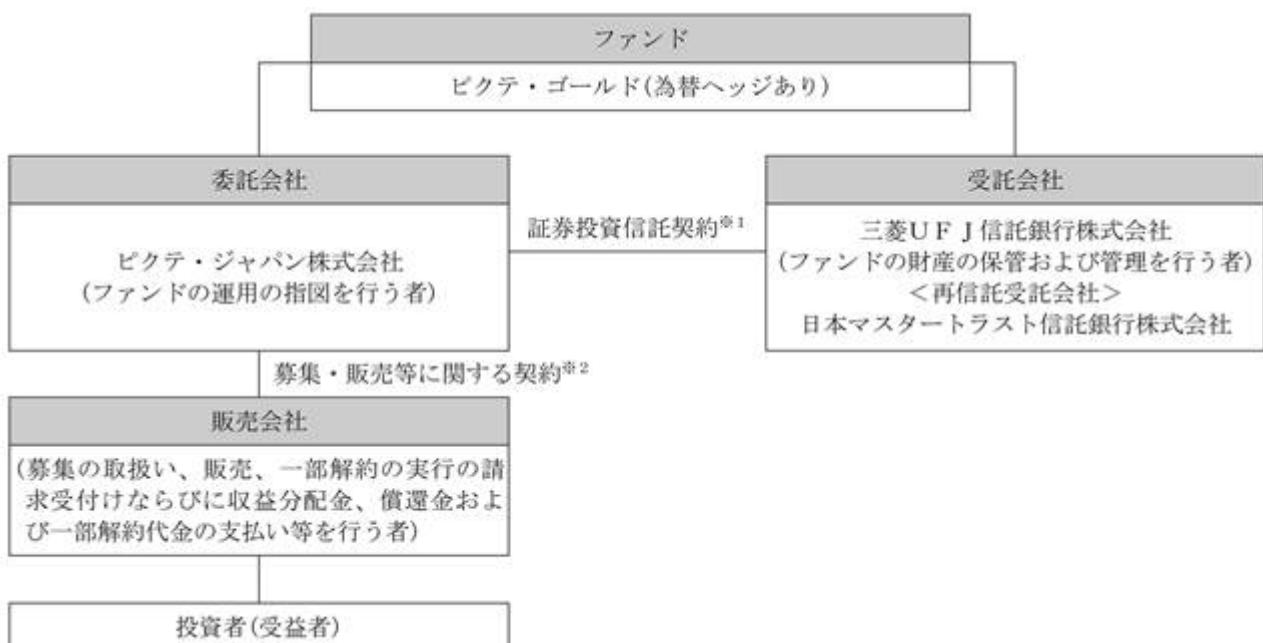 ファンド
ピクテ・ゴールド(為替ヘッジあり)
委託会社
ピクテ・ジャパン株式会社
(ファンドの運用の指図を行う者)
証券投資信託契約※1
受託会社
三菱UFJ信託銀行株式会社
(ファンドの財産の保管および管理を行う者)
<再信託受託会社>
日本マスタートラスト信託銀行株式会社
募集・販売等に関する契約※2
販売会社
(募集の取扱い、販売、一部解約の実行の請
求受付けならびに収益分配金、償還金およ
び一部解約代金の支払い等を行う者)
投資者(受益者)